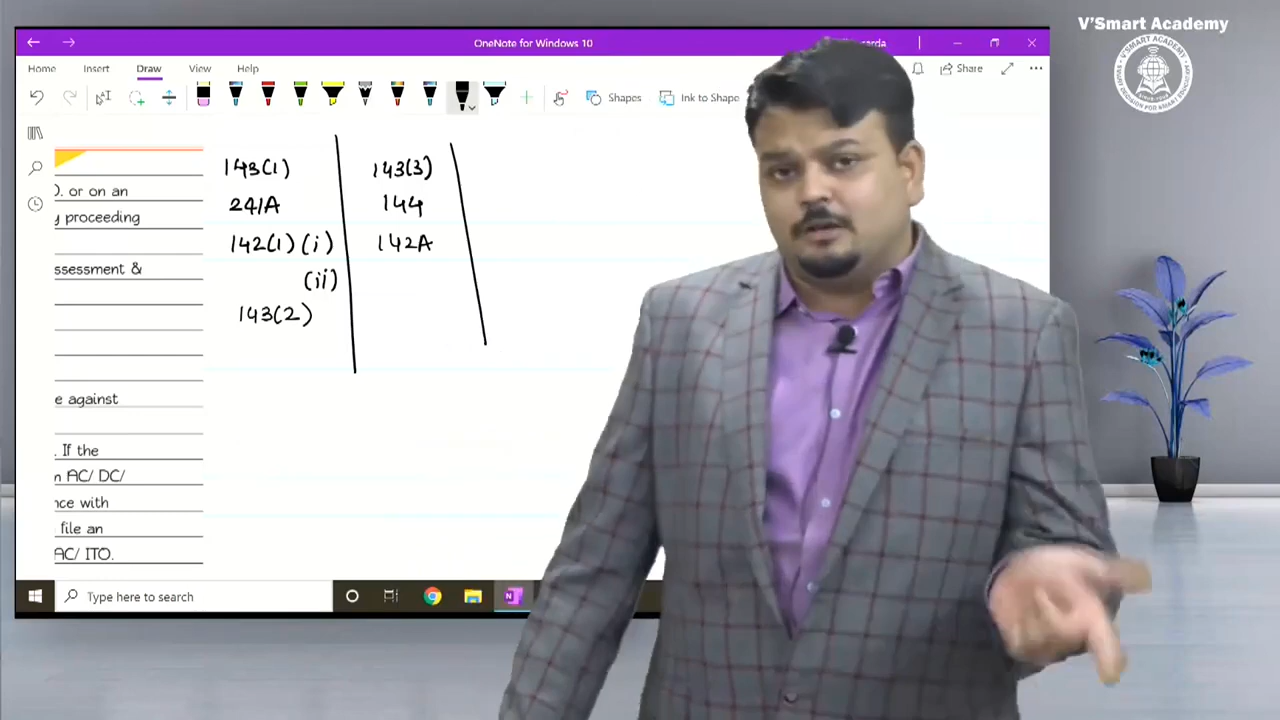 V'Smart Academy
OneNote for Windows 10
Home Insert Draw View Help
Share
Shapes
Ink to Shape
O. or on an
y proceeding
ssessment &
e against
. If the
n AC/ DC/
nce with
file an
AC/ ITO.
143(1)
241A
142(1)(i)
(ii)
143(2)
143(3)
144
142A
Type here to search